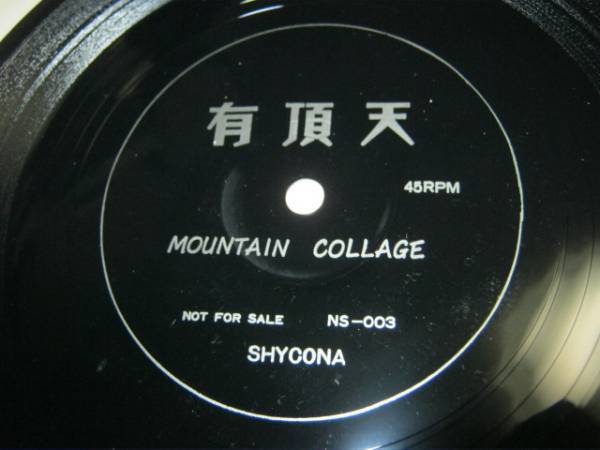 有頂天
45RPM
MOUNTAIN COLLAGE
NOT FOR SALE NS-003
SHYCONA